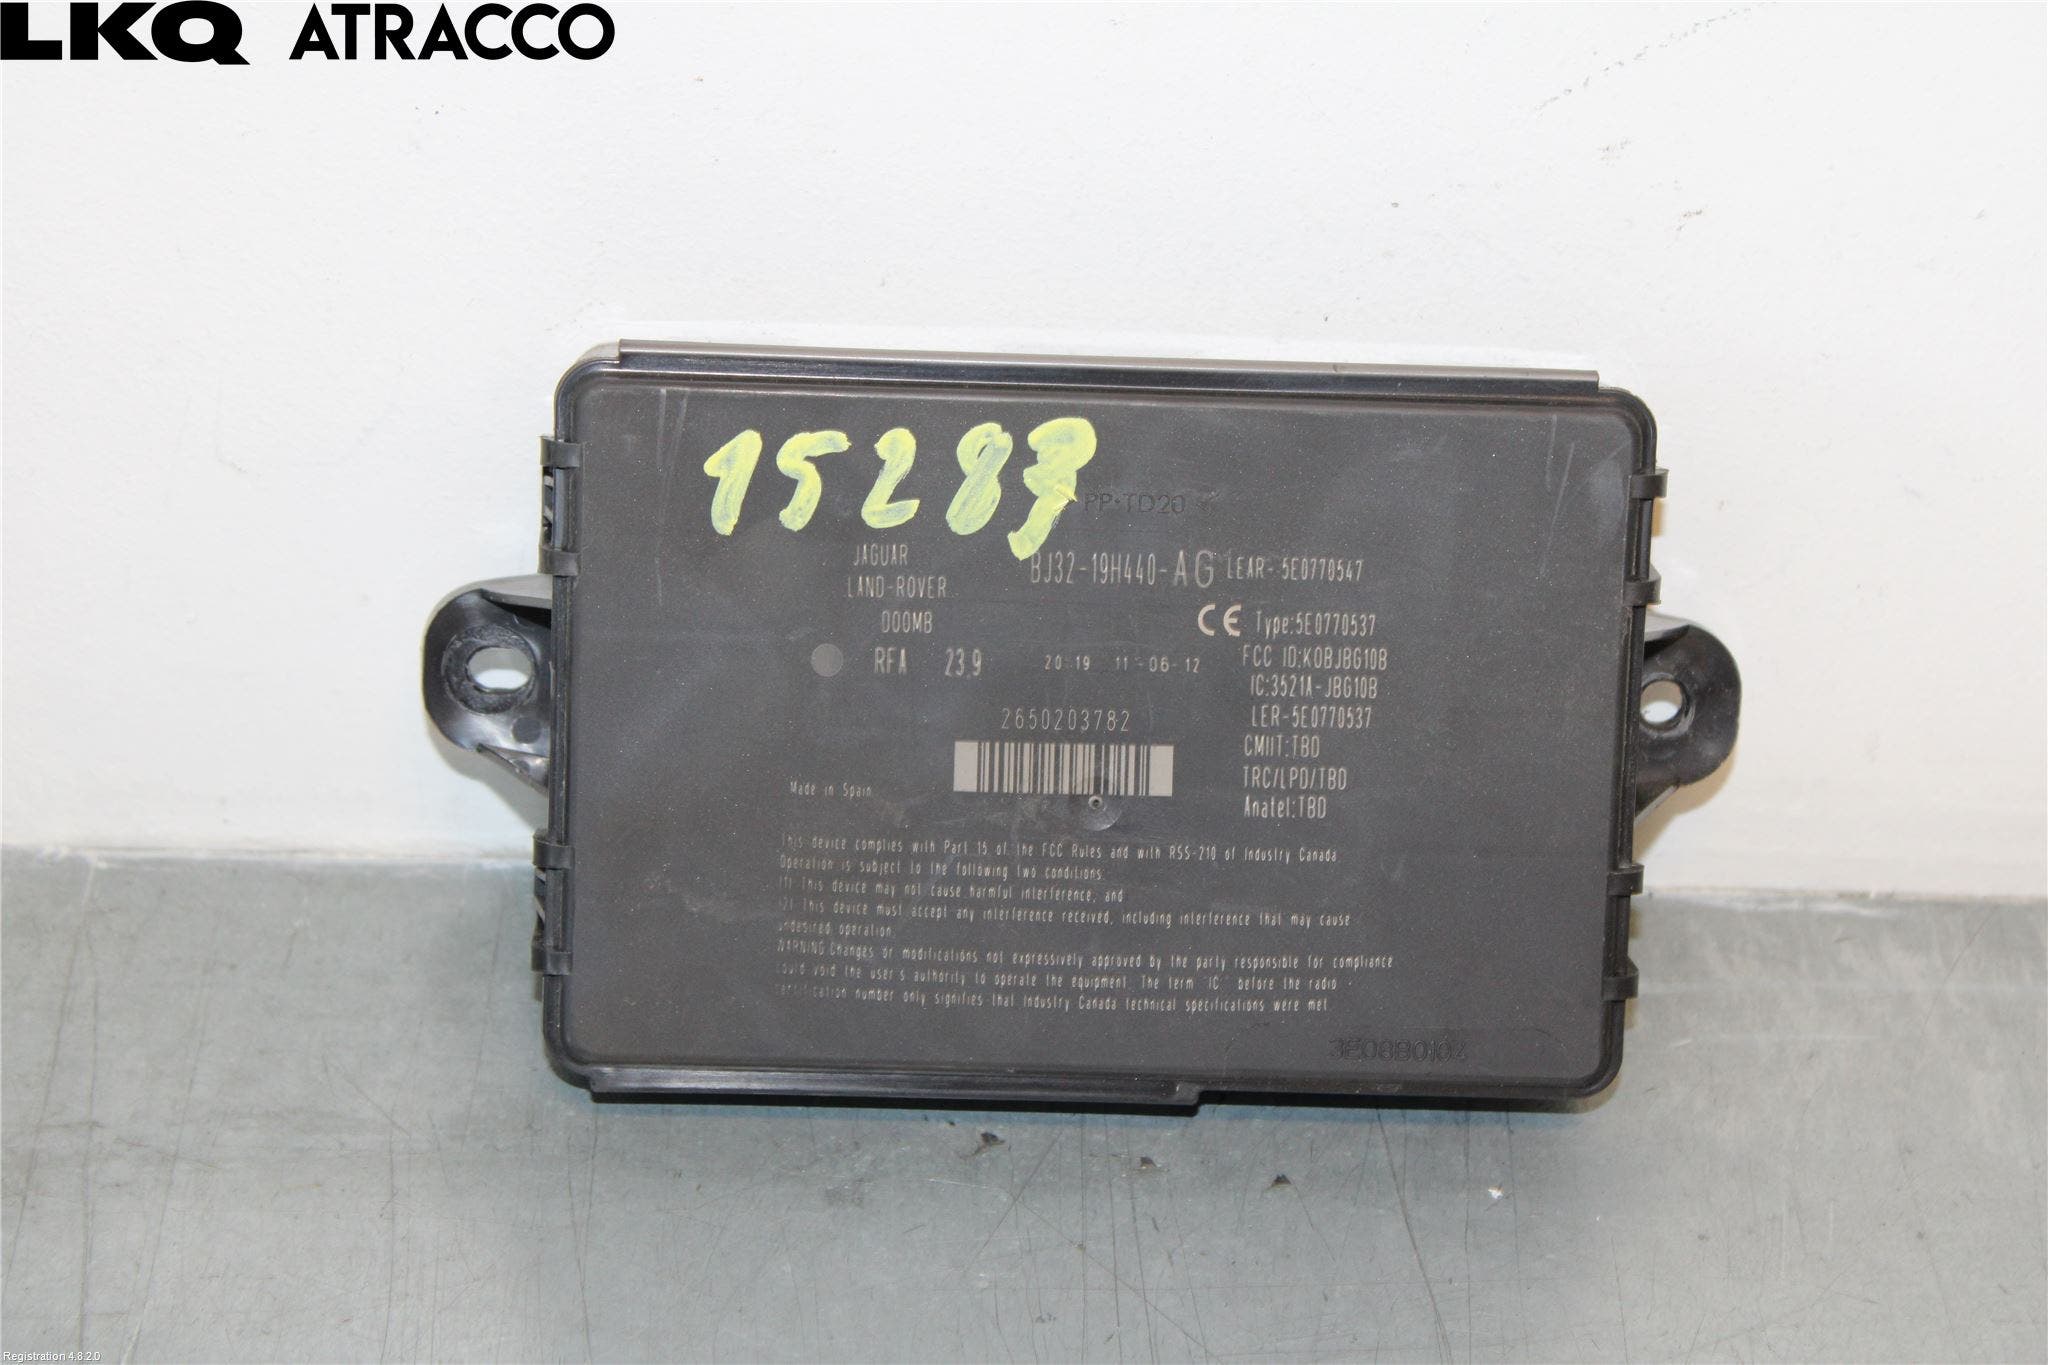 LKQ ATRACCO
15283
PP·TD20
JAGUAR
LAND-ROVER
BJ32-19H440-AG LEAR-5E0770547
000MB
CE Type:5E0770537
RFA 23.9 20:19 11-06-12
FCC ID:KOBJBG10B
IC:3521A-JBG10B
2650203782
LER-5E0770537
CMIIT:TBD
TRC/LPD/TBD
Made in Spain
Anatel:TBD
This device complies with Part 15 of the FCC Rules and with RSS-210 of Industry Canada
Operation is subject to the following two conditions:
(1) This device may not cause harmful interference, and
(2) This device must accept any interference received, including interference that may cause
undesired operation.
WARNING Changes or modifications not expressively approved by the party responsible for compliance
could void the user's authority to operate the equipment. The term "IC:" before the radio
certification number only signifies that Industry Canada technical specifications were met
3E08B0104
Registration 4.8.2.0